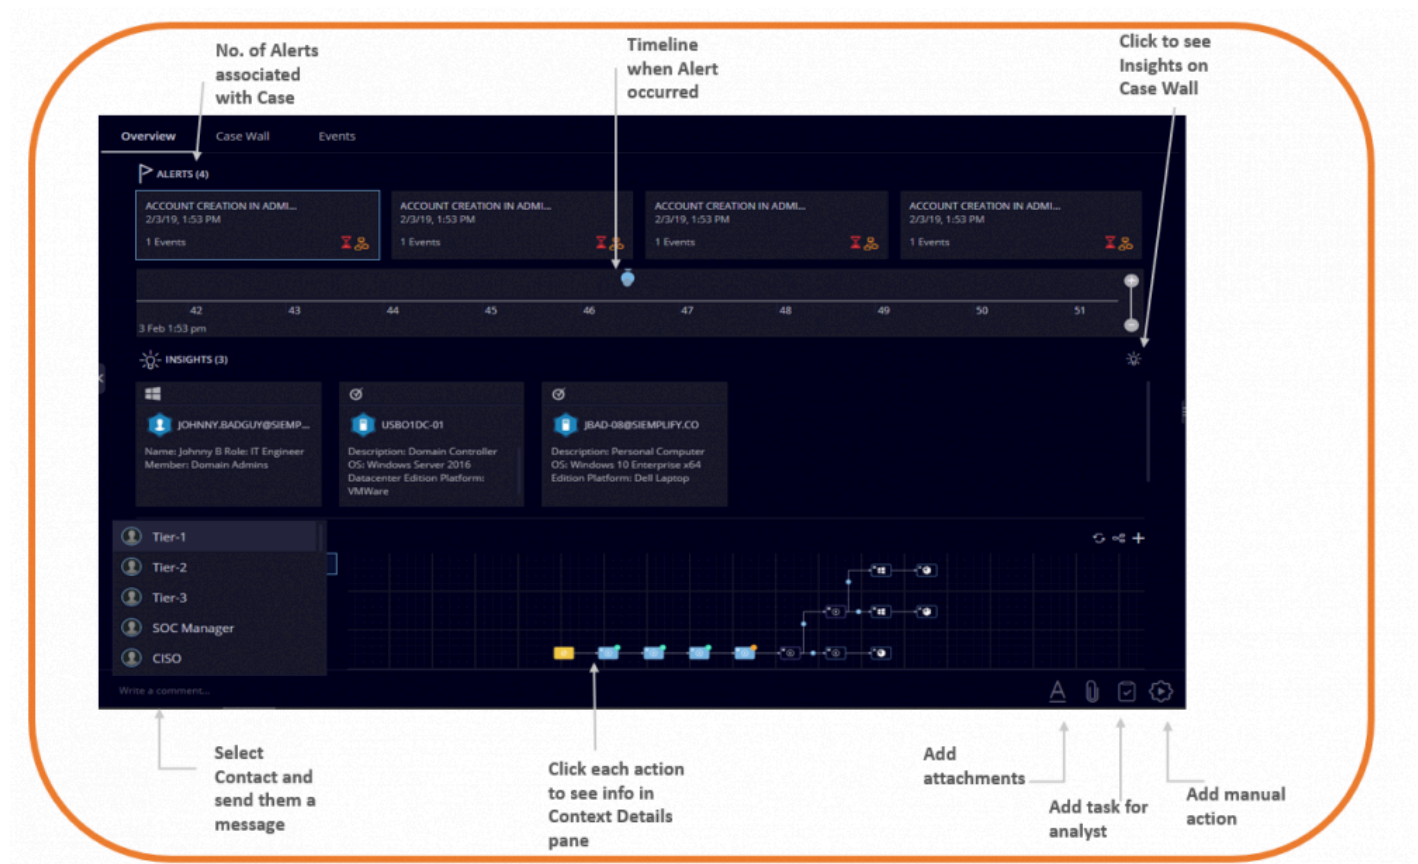 No. of Alerts
associated
with Case
Timeline
when Alert
occurred
Click to see
Insights on
Case Wall
Overview Case Wall Events
ALERTS (4)
ACCOUNT CREATION IN ADMI...
2/3/19, 1:53 PM
1 Events
ACCOUNT CREATION IN ADMI...
2/3/19, 1:53 PM
1 Events
ACCOUNT CREATION IN ADMI...
2/3/19, 1:53 PM
1 Events
ACCOUNT CREATION IN ADMI...
2/3/19, 1:53 PM
1 Events
42 43 44 45 46 47 48 49 50 51
3 Feb 1:53 pm
INSIGHTS (3)
JOHNNY.BADGUY@SIEMP...
Name: Johnny B Role: IT Engineer
Member: Domain Admins
USBO1DC-01
Description: Domain Controller
OS: Windows Server 2016
Datacenter Edition Platform:
VMWare
JBAD-08@SIEMPLIFY.CO
Description: Personal Computer
OS: Windows 10 Enterprise x64
Edition Platform: Dell Laptop
Tier-1
Tier-2
Tier-3
SOC Manager
CISO
Write a comment...
A
Select
Contact and
send them a
message
Click each action
to see info in
Context Details
pane
Add
attachments
Add task for
analyst
Add manual
action